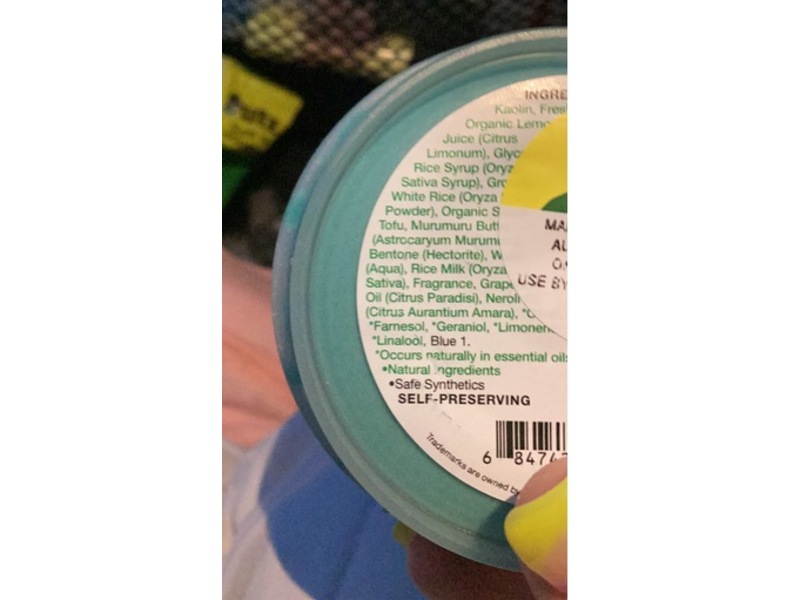 INGRE
Kaolin, Fres
Organic Lemo
Juice (Citrus
Limonum), Glyc
Rice Syrup (Oryz
Sativa Syrup), Gro
White Rice (Oryza
Powder), Organic S
Tofu, Murumuru Butt
(Astrocaryum Murum
Bentone (Hectorite), W
(Aqua), Rice Milk (Oryza
Sativa), Fragrance, Grape
Oil (Citrus Paradisi), Neroli
(Citrus Aurantium Amara), *
*Farnesol, *Geraniol, *Limonen
*Linalool, Blue 1.
*Occurs naturally in essential oils
•Natural Ingredients
•Safe Synthetics
SELF-PRESERVING
MA
AL
O
USE BY
6 8474
Trademarks are owned by